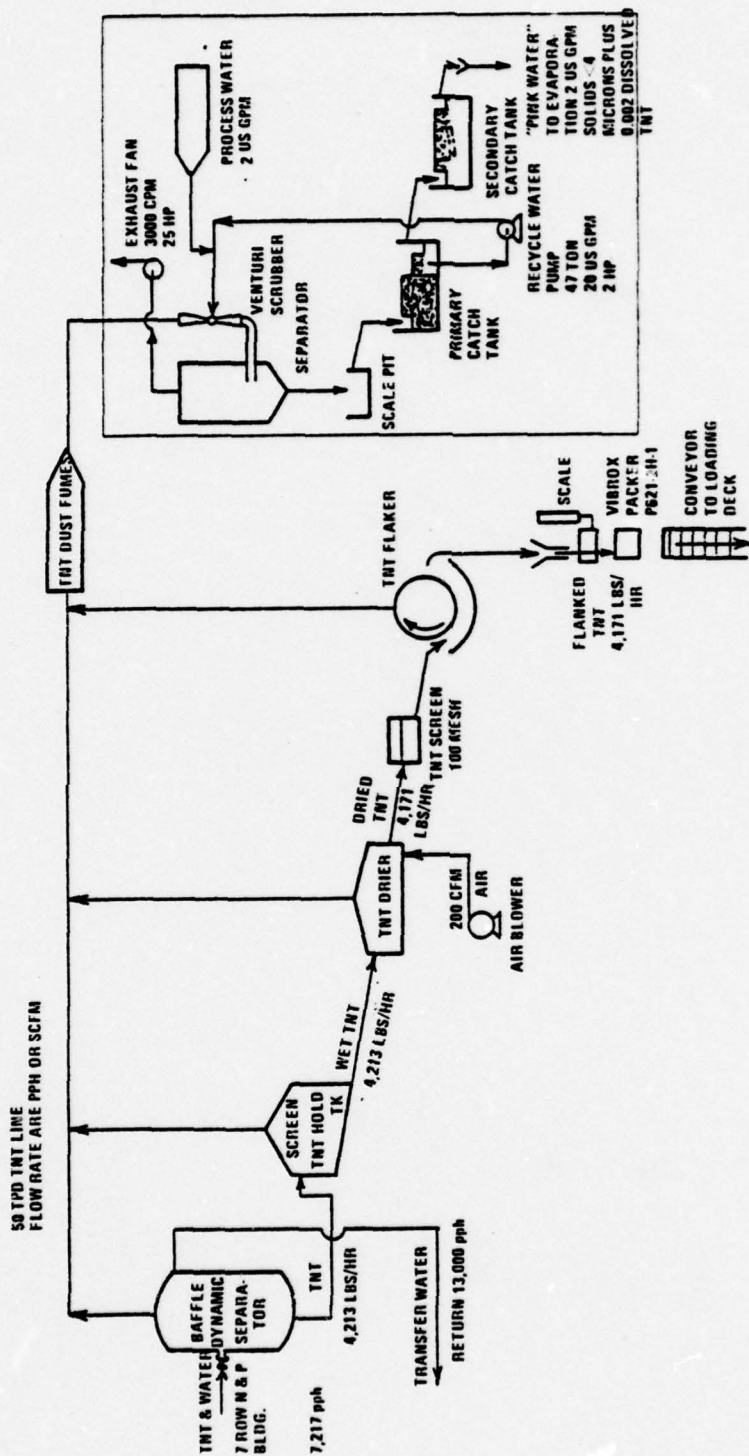 50 TPD TNT LINE
FLOW RATE ARE PPH OR SCFM
TNT & WATER
7 ROW N & P
BLDG.
7,217 pph
BAFFLE
DYNAMIC
SEPARA-
TOR
TNT
4,213 LBS/HR
TRANSFER WATER
RETURN 13,000 pph
SCREEN
TNT HOLD
TK
WET TNT
4,213 LBS/HR
TNT DRIER
200 CFM
AIR
AIR BLOWER
DRIED
TNT
4,171
LBS/HR
TNT SCREEN
100 MESH
TNT FLAKER
FLANKED
TNT
4,171 LBS/
HR
SCALE
VIBROX
PACKER
P621-2H-1
CONVEYOR
TO LOADING
DECK
TNT DUST FUMES
EXHAUST FAN
3000 CPM
25 HP
PROCESS WATER
2 US GPM
VENTURI
SCRUBBER
SEPARATOR
SCALE PIT
PRIMARY
CATCH
TANK
RECYCLE WATER
PUMP
47 TON
20 US GPM
2 HP
SECONDARY
CATCH TANK
"PINK WATER"
TO EVAPORA-
TION 2 US GPM
SOLIDS <4
MICRONS PLUS
0.002 DISSOLVED
TNT